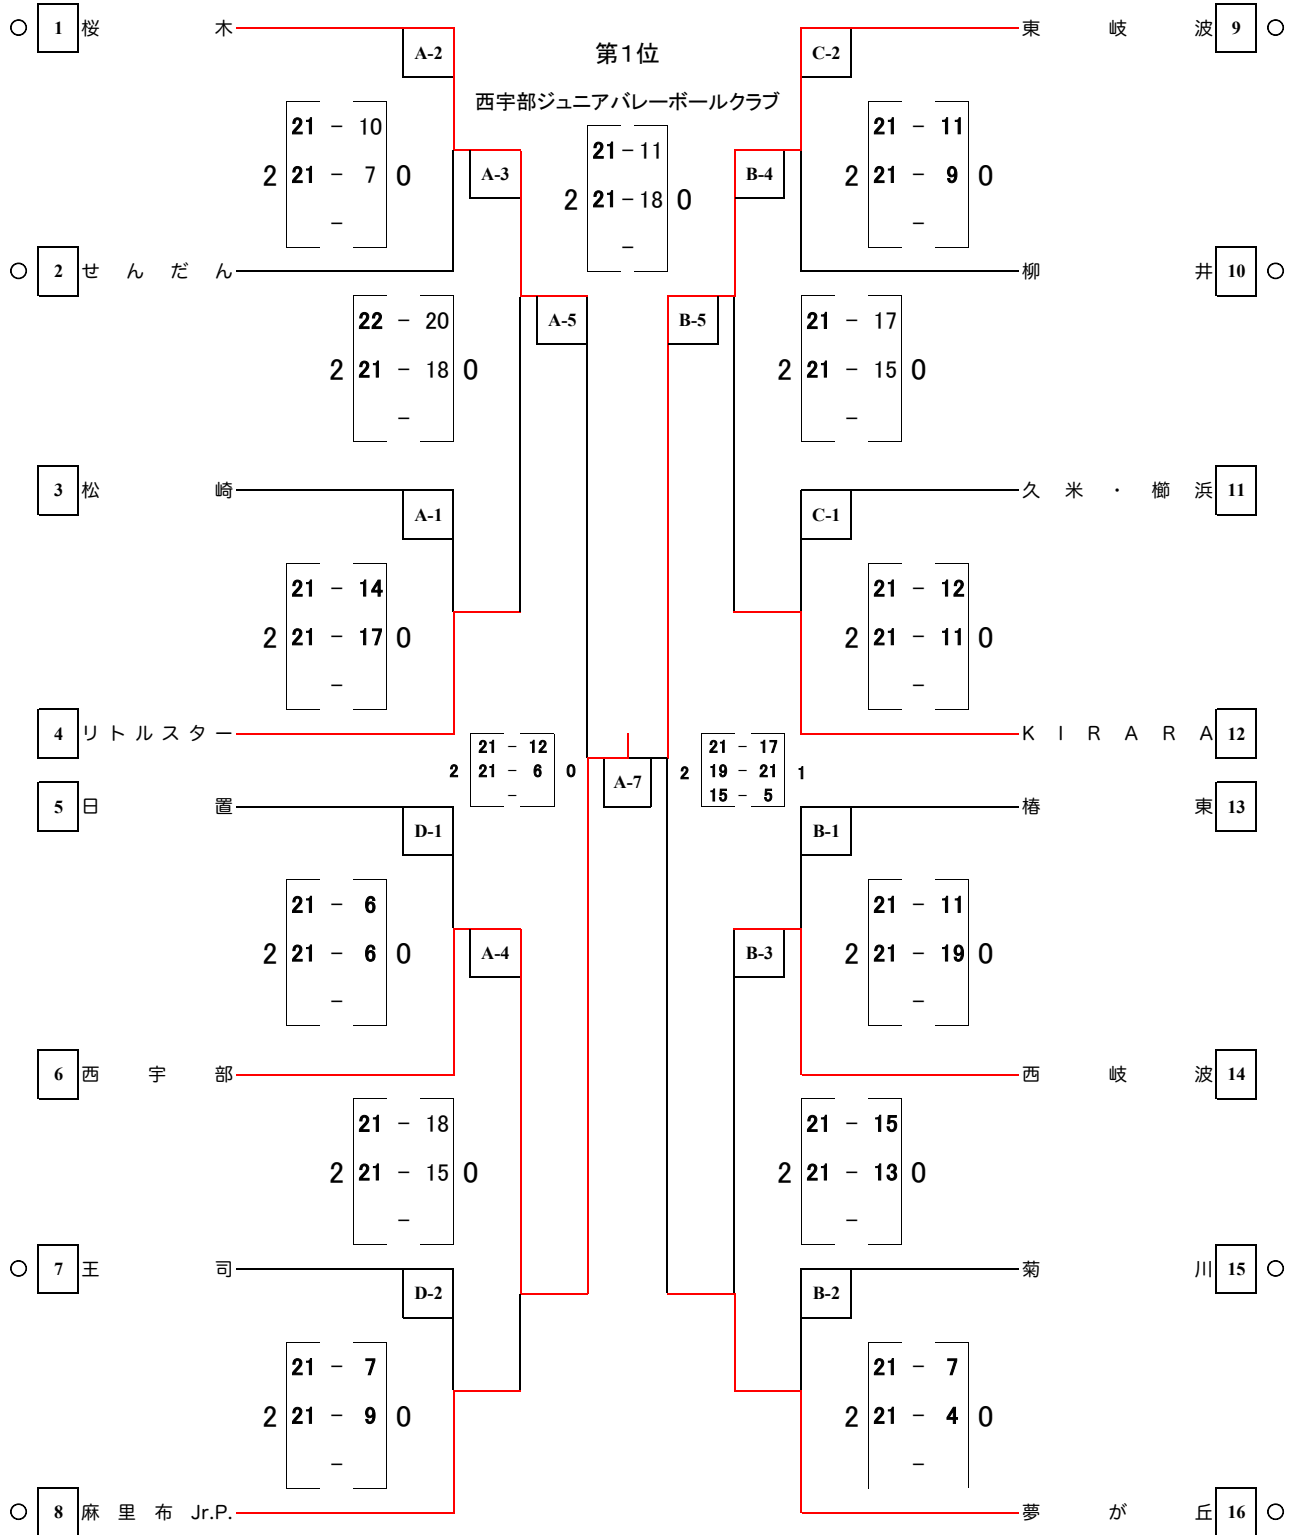 ○ 1 桜木 A-2 第1位 C-2 東岐波 9 ○
西宇部ジュニアバレーボールクラブ
21 - 10 21 - 11 21 - 11
2 21 - 7 0 A-3 2 21 - 18 0 B-4 2 21 - 9 0
- - -
○ 2 せんだん 柳井 10 ○
22 - 20 A-5 B-5 21 - 17
2 21 - 18 0 2 21 - 15 0
- -
3 松崎 A-1 C-1 久米・櫛浜 11
21 - 14 21 - 12
2 21 - 17 0 2 21 - 11 0
- -
4 リトルスター KIRARA 12
21 - 12 21 - 17
2 21 - 6 0 A-7 2 19 - 21 1
- 15 - 5
5 日置 D-1 B-1 椿東 13
21 - 6 21 - 11
2 21 - 6 0 A-4 B-3 2 21 - 19 0
- -
6 西宇部 西岐波 14
21 - 18 21 - 15
2 21 - 15 0 2 21 - 13 0
- -
○ 7 王司 D-2 B-2 菊川 15 ○
21 - 7 21 - 7
2 21 - 9 0 2 21 - 4 0
- -
○ 8 麻里布 Jr.P. 夢が丘 16 ○